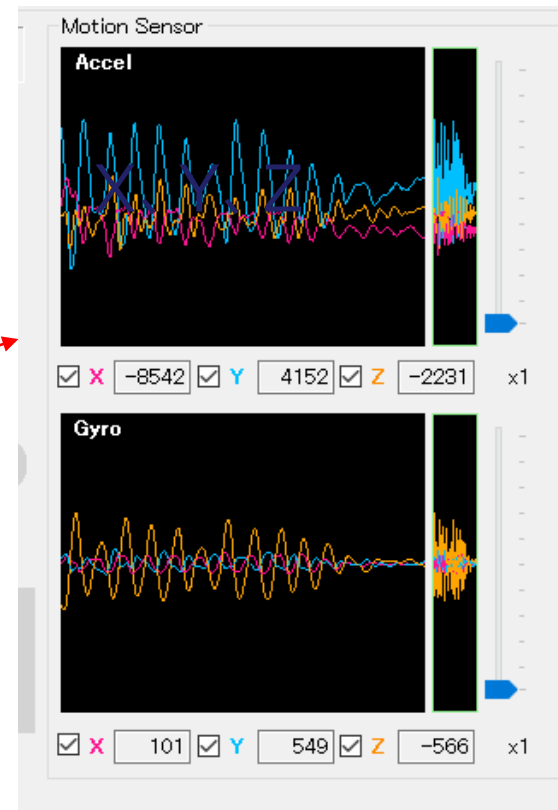 Motion Sensor
Accel
X、Y、Z
X -8542 Y 4152 Z -2231 x1
Gyro
X 101 Y 549 Z -566 x1